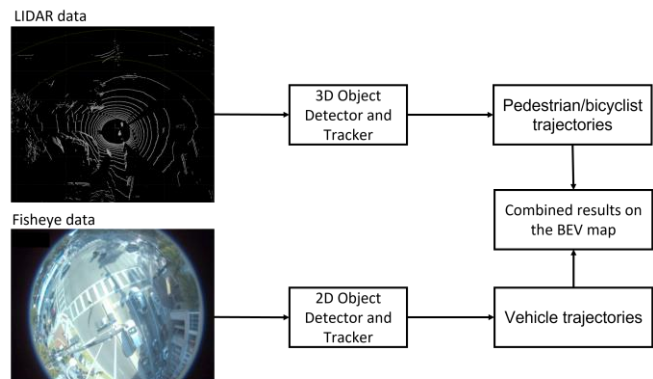 LIDAR data
3D Object
Detector and
Tracker
Pedestrian/bicyclist
trajectories
Combined results on
the BEV map
Fisheye data
2D Object
Detector and
Tracker
Vehicle trajectories